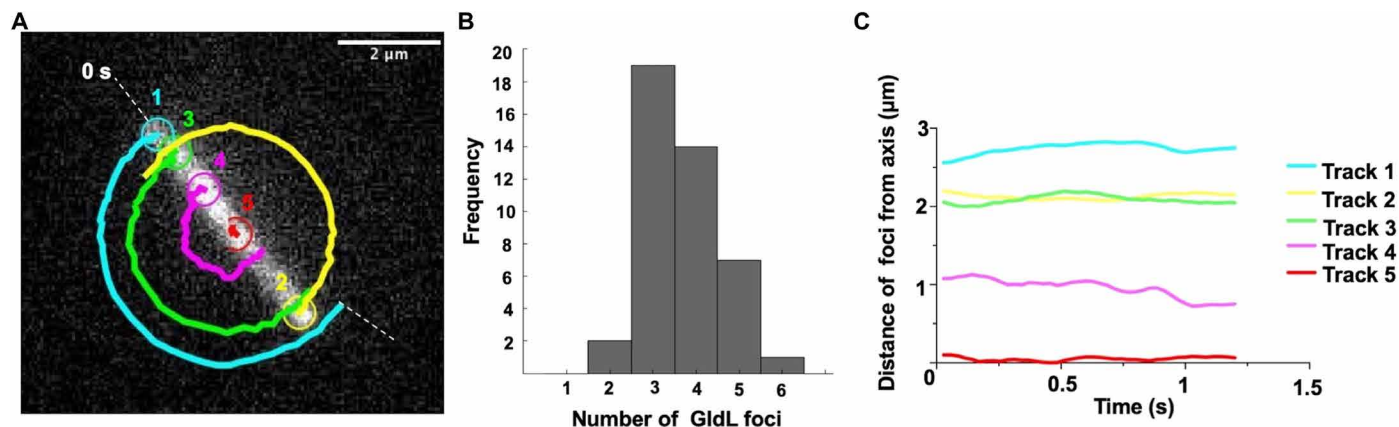 A
2 µm
0 s
1
3
4
5
2
B
Frequency
20
18
16
14
12
10
8
6
4
2
1 2 3 4 5 6
Number of GldL foci
C
Distance of foci from axis (µm)
3
2
1
0
0 0.5 1 1.5
Time (s)
Track 1
Track 2
Track 3
Track 4
Track 5